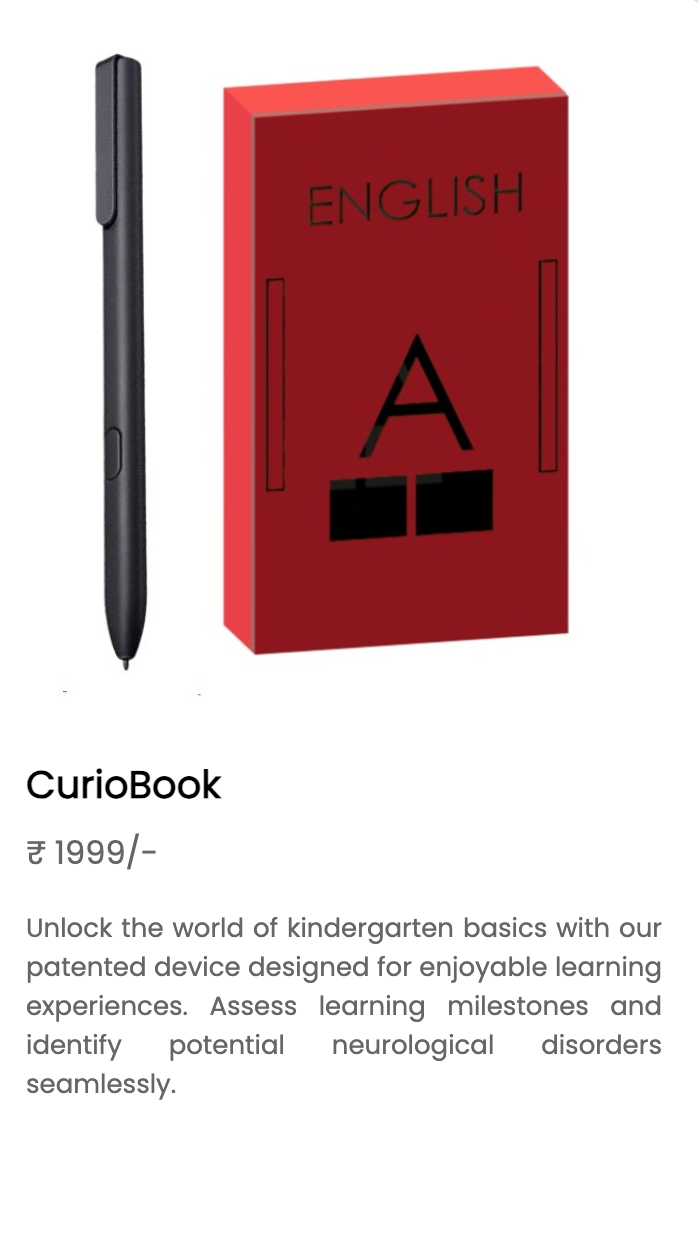 ENGLISH
A
CurioBook
₹ 1999/-
Unlock the world of kindergarten basics with our
patented device designed for enjoyable learning
experiences. Assess learning milestones and
identify potential neurological disorders
seamlessly.